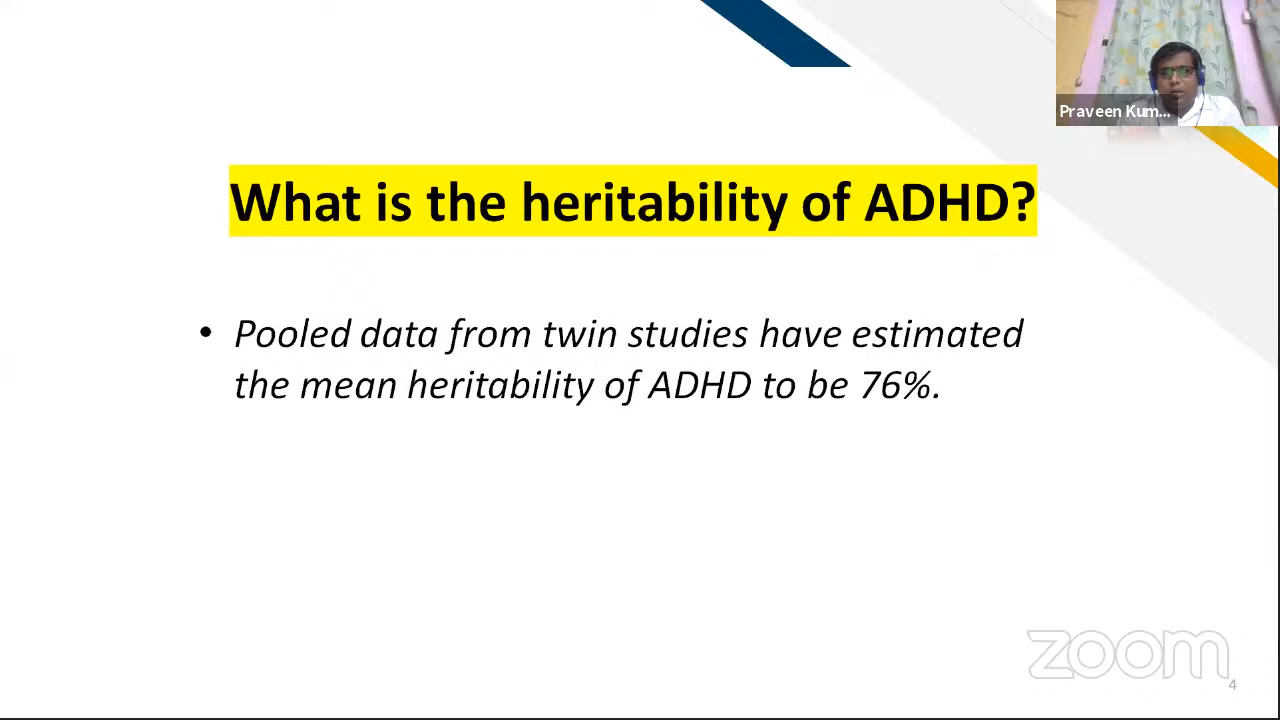 Praveen Kum...
What is the heritability of ADHD?
• Pooled data from twin studies have estimated
the mean heritability of ADHD to be 76%.
zoom
4